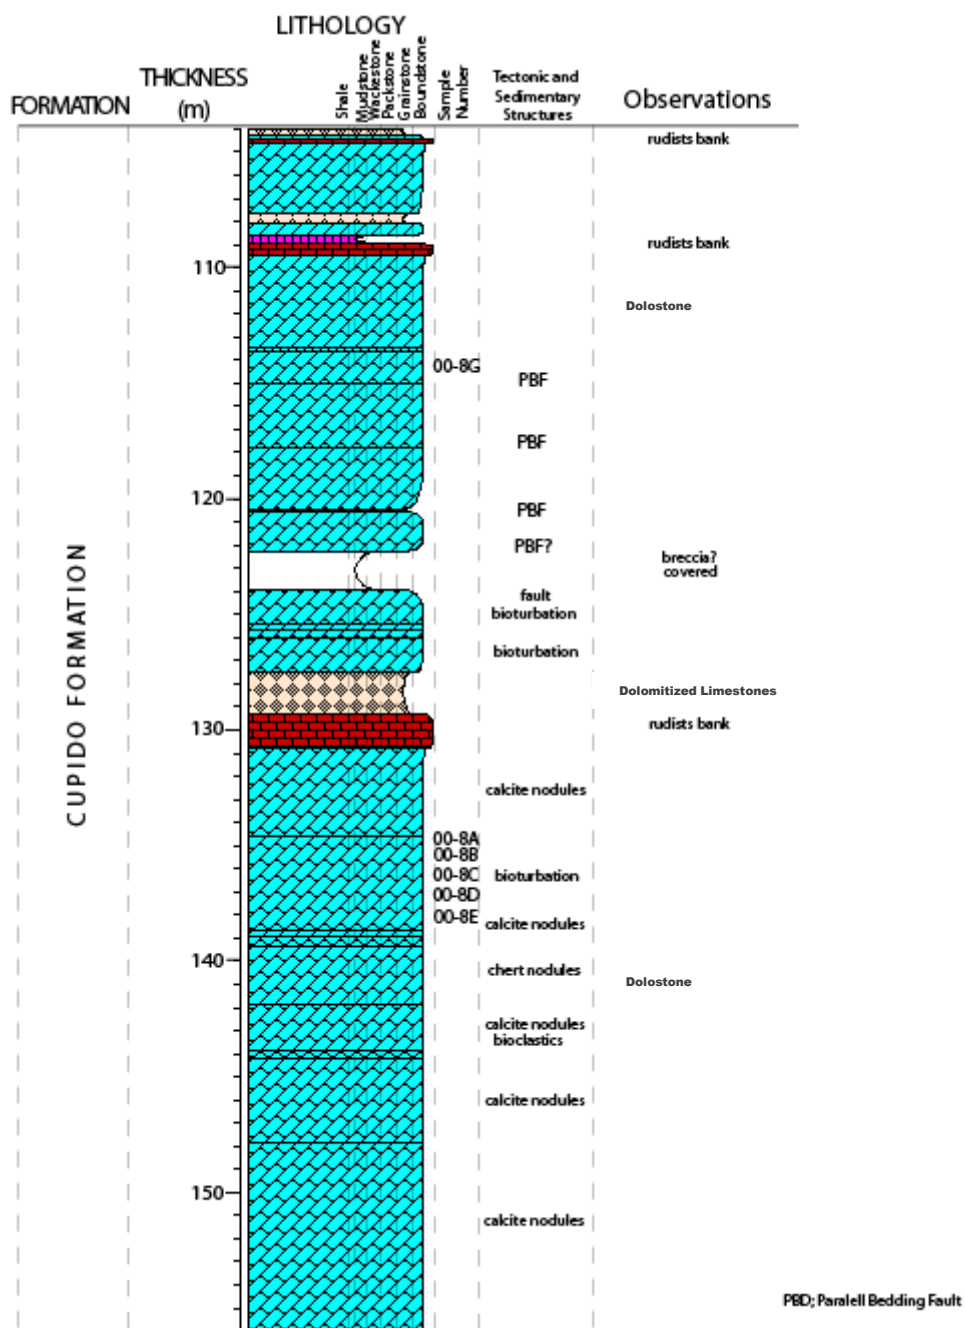 LITHOLOGY
FORMATION
THICKNESS
(m)
Shale
Mudstone
Wackestone
Packstone
Grainstone
Boundstone
Sample
Number
Tectonic and
Sedimentary
Structures
Observations
rudists bank
rudists bank
110
Dolostone
00-8G
PBF
PBF
120
PBF
PBF?
breccia?
covered
fault
bioturbation
bioturbation
CUPIDO FORMATION
Dolomitized Limestones
rudists bank
130
calcite nodules
00-8A
00-8B
00-8C
bioturbation
00-8D
00-8E
calcite nodules
140
chert nodules
Dolostone
calcite nodules
bioclastics
calcite nodules
150
calcite nodules
PBD; Paralell Bedding Fault